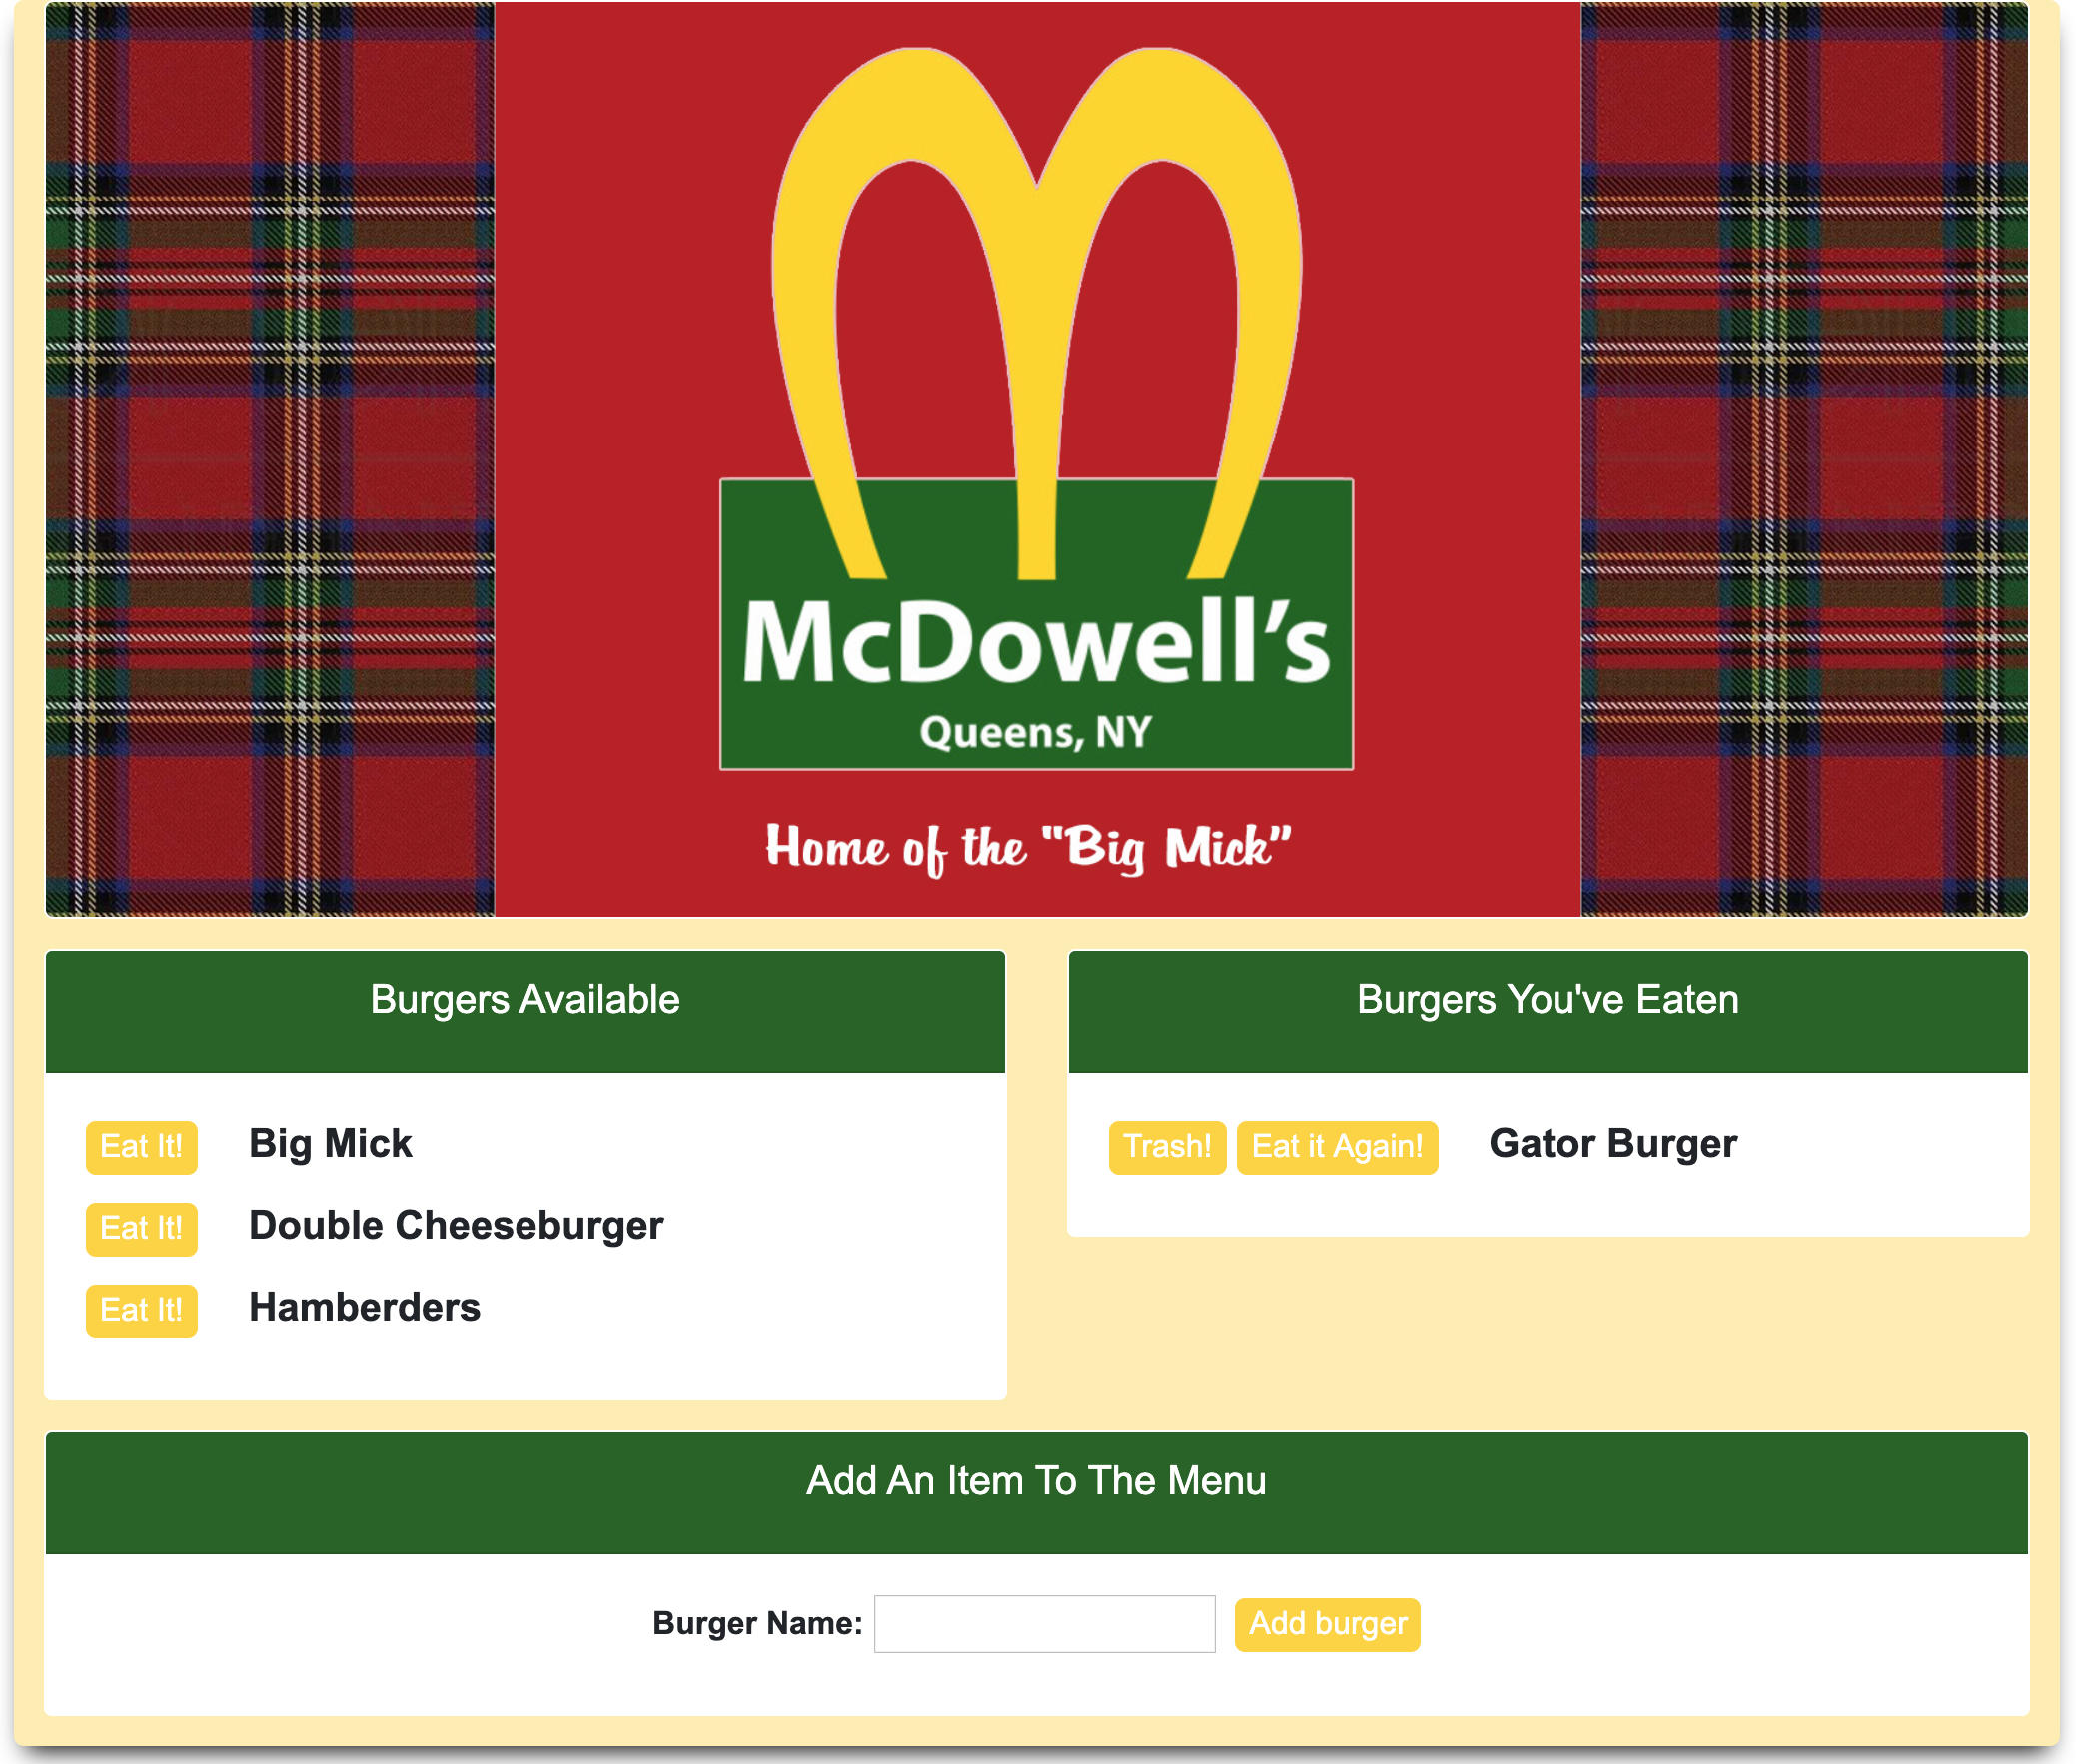 McDowell’s
Queens, NY
Home of the "Big Mick”
Burgers Available
Eat It! Big Mick
Eat It! Double Cheeseburger
Eat It! Hamberders
Burgers You've Eaten
Trash! Eat it Again! Gator Burger
Add An Item To The Menu
Burger Name: Add burger